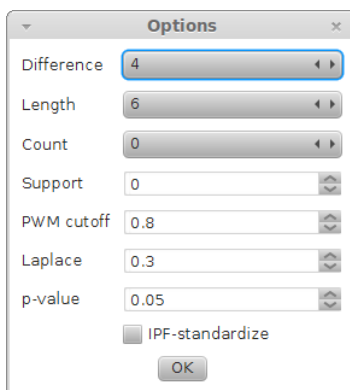 Options
Difference 4
Length 6
Count 0
Support 0
PWM cutoff 0.8
Laplace 0.3
p-value 0.05
IPF-standardize
OK